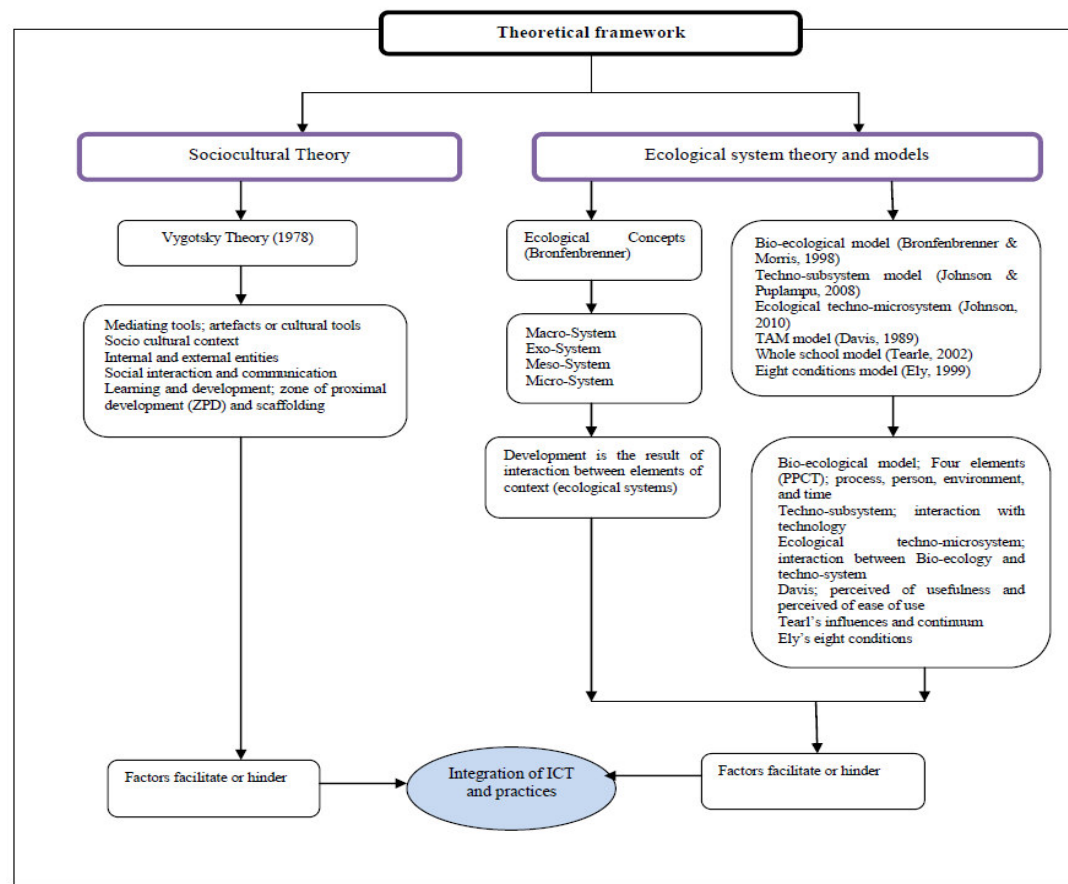 Theoretical framework
Sociocultural Theory
Ecological system theory and models
Vygotsky Theory (1978)
Mediating tools; artefacts or cultural tools
Socio cultural context
Internal and external entities
Social interaction and communication
Learning and development; zone of proximal
development (ZPD) and scaffolding
Ecological Concepts
(Bronfenbrenner)
Macro-System
Exo-System
Meso-System
Micro-System
Development is the result of
interaction between elements of
context (ecological systems)
Bio-ecological model (Bronfenbrenner &
Morris, 1998)
Techno-subsystem model (Johnson &
Puplampu, 2008)
Ecological techno-microsystem (Johnson,
2010)
TAM model (Davis, 1989)
Whole school model (Tearle, 2002)
Eight conditions model (Ely, 1999)
Bio-ecological model; Four elements
(PPCT); process, person, environment,
and time
Techno-subsystem; interaction with
technology
Ecological techno-microsystem;
interaction between Bio-ecology and
techno-system
Davis; perceived of usefulness and
perceived of ease of use
Tearl's influences and continuum
Ely's eight conditions
Factors facilitate or hinder
Integration of ICT
and practices
Factors facilitate or hinder